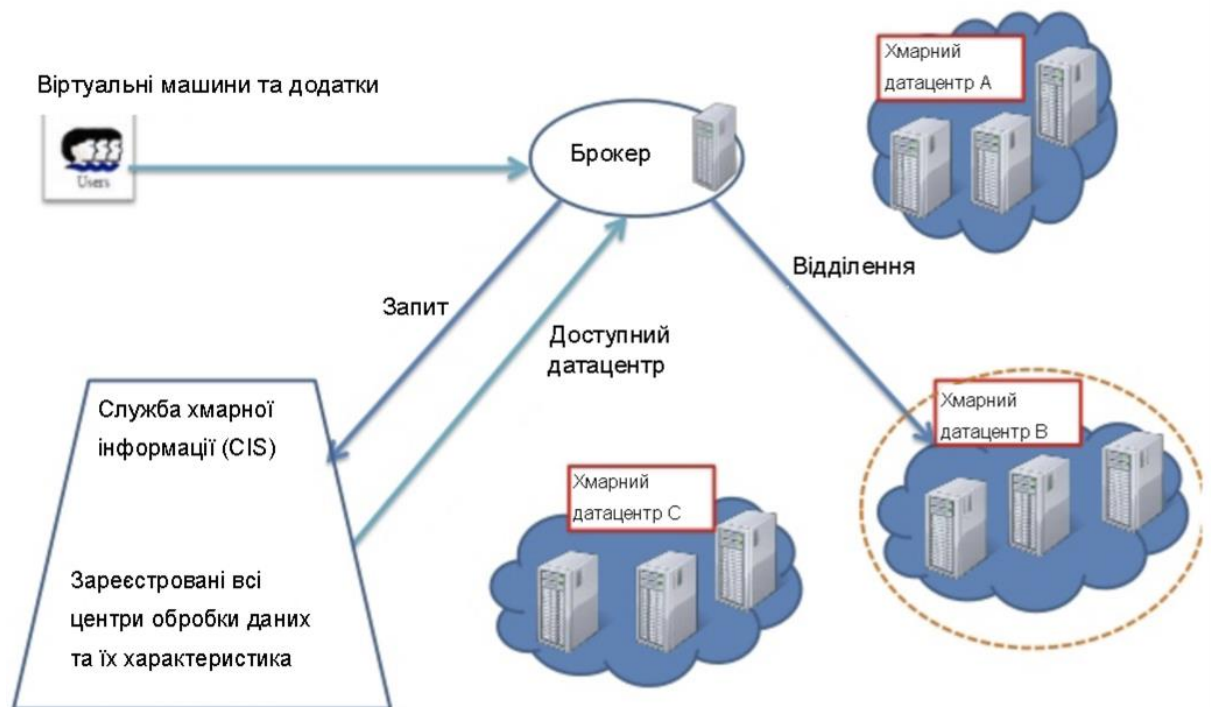 Віртуальні машини та додатки
Users
Брокер
Хмарний
датацентр А
Відділення
Запит
Доступний
датацентр
Служба хмарної
інформації (CIS)
Зареєстровані всі
центри обробки даних
та їх характеристика
Хмарний
датацентр С
Хмарний
датацентр В